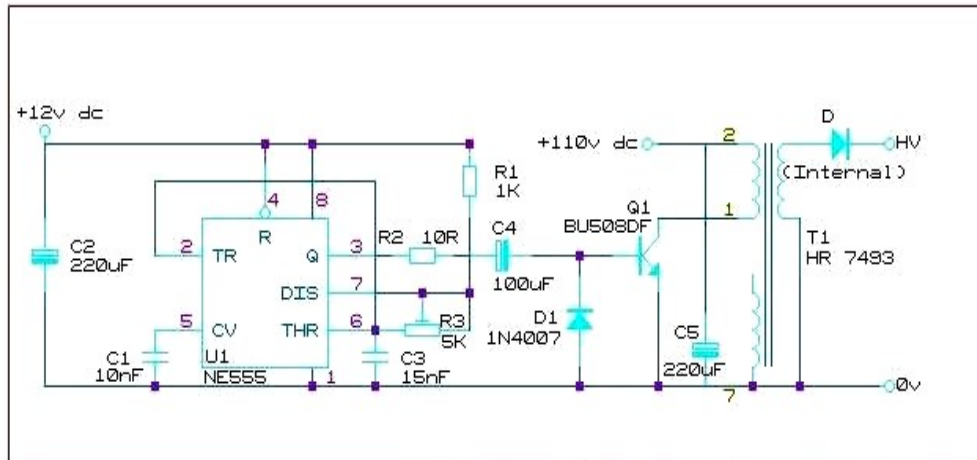 +12v dc
+110v dc
2
D
HV
(Internal)
R1
1K
4
8
Q1
BU508DF
1
T1
HR 7493
C2
220uF
2
TR
R
Q
3
R2
10R
C4
100uF
DIS
7
5
CV
THR
6
R3
5K
D1
1N4007
C5
220uF
C1
10nF
U1
NE555
1
C3
15nF
7
0v